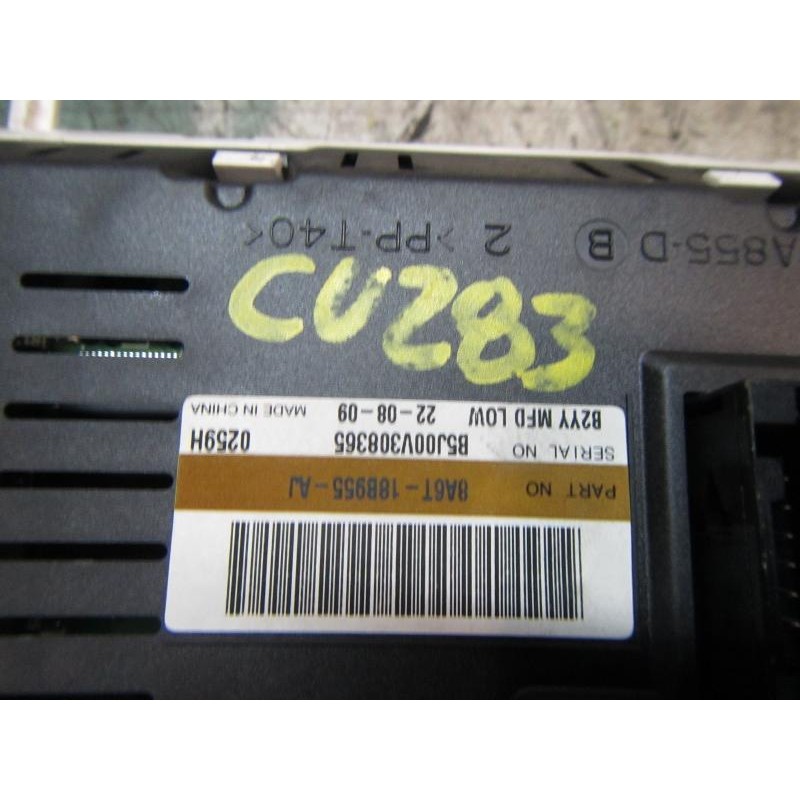 CU283
PART NO 8A6T-18B955-AJ
SERIAL NO B5J00V308365 0259H
B2YY MFD LOW 22-08-09 MADE IN CHINA
A855-D B 2 >PP-T40<